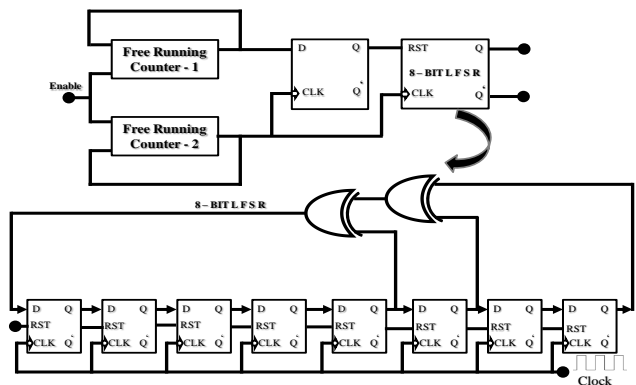 Free Running
Counter - 1
Enable
Free Running
Counter - 2
D Q
CLK Q'
RST Q
8 - BIT L F S R
CLK Q'
8 - BIT L F S R
D Q D Q D Q D Q D Q D Q D Q D Q
RST RST RST RST RST RST RST RST
CLK Q' CLK Q' CLK Q' CLK Q' CLK Q' CLK Q' CLK Q' CLK Q'
Clock